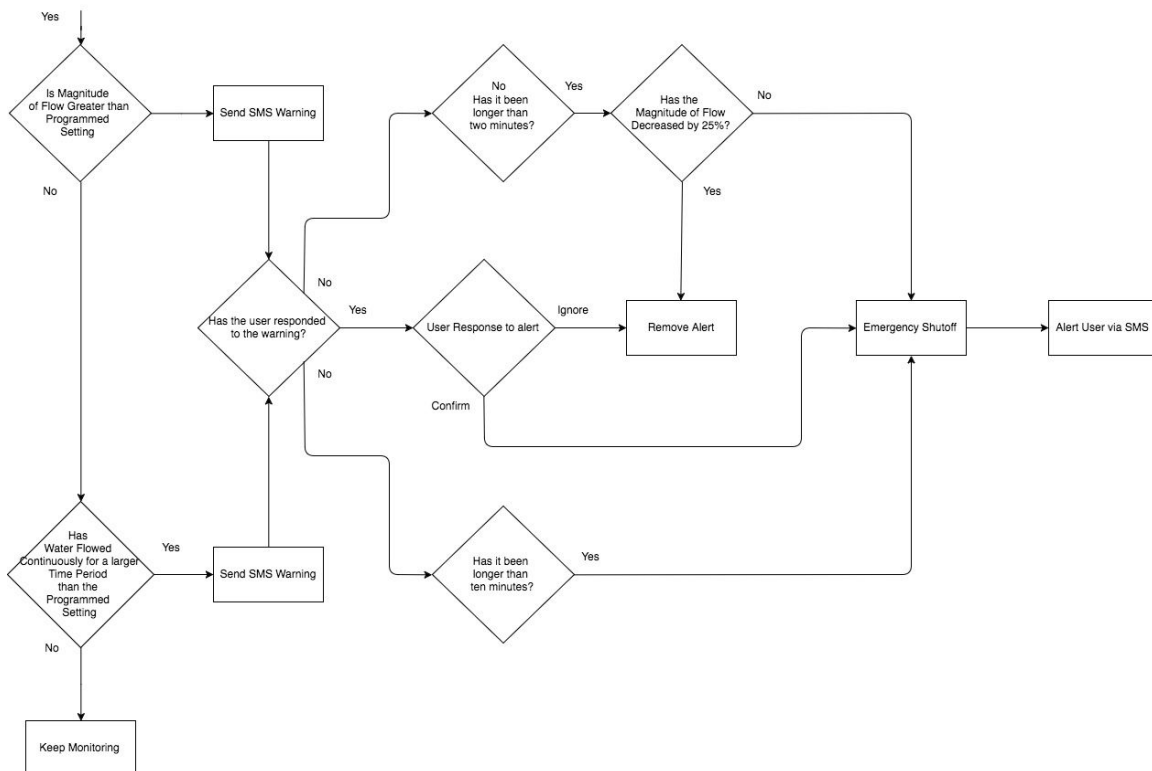 Yes
Is Magnitude
of Flow Greater than
Programmed
Setting
Send SMS Warning
No
Has it been
longer than
two minutes?
Yes
Has the
Magnitude of Flow
Decreased by 25%?
No
No
Yes
No
Has the user responded
to the warning?
Yes
User Response to alert
Ignore
Remove Alert
Emergency Shutoff
Alert User via SMS
No
Confirm
Has
Water Flowed
Continuously for a larger
Time Period
than the
Programmed
Setting
Yes
Send SMS Warning
Has it been
longer than
ten minutes?
Yes
No
Keep Monitoring